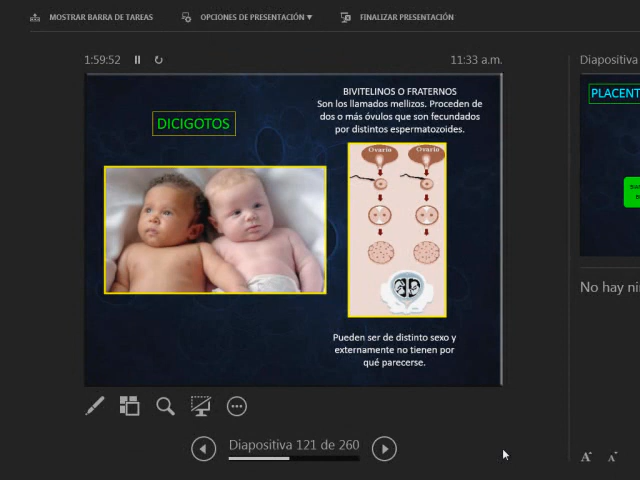 MOSTRAR BARRA DE TAREAS
OPCIONES DE PRESENTACIÓN ▼
FINALIZAR PRESENTACIÓN
1:59:52
11:33 a.m.
Diapositiva
DICIGOTOS
BIVITELINOS O FRATERNOS
Son los llamados mellizos. Proceden de
dos o más óvulos que son fecundados
por distintos espermatozoides.
Ovario
Ovario
Pueden ser de distinto sexo y
externamente no tienen por
qué parecerse.
PLACENT
No hay nin
Diapositiva 121 de 260
A
A